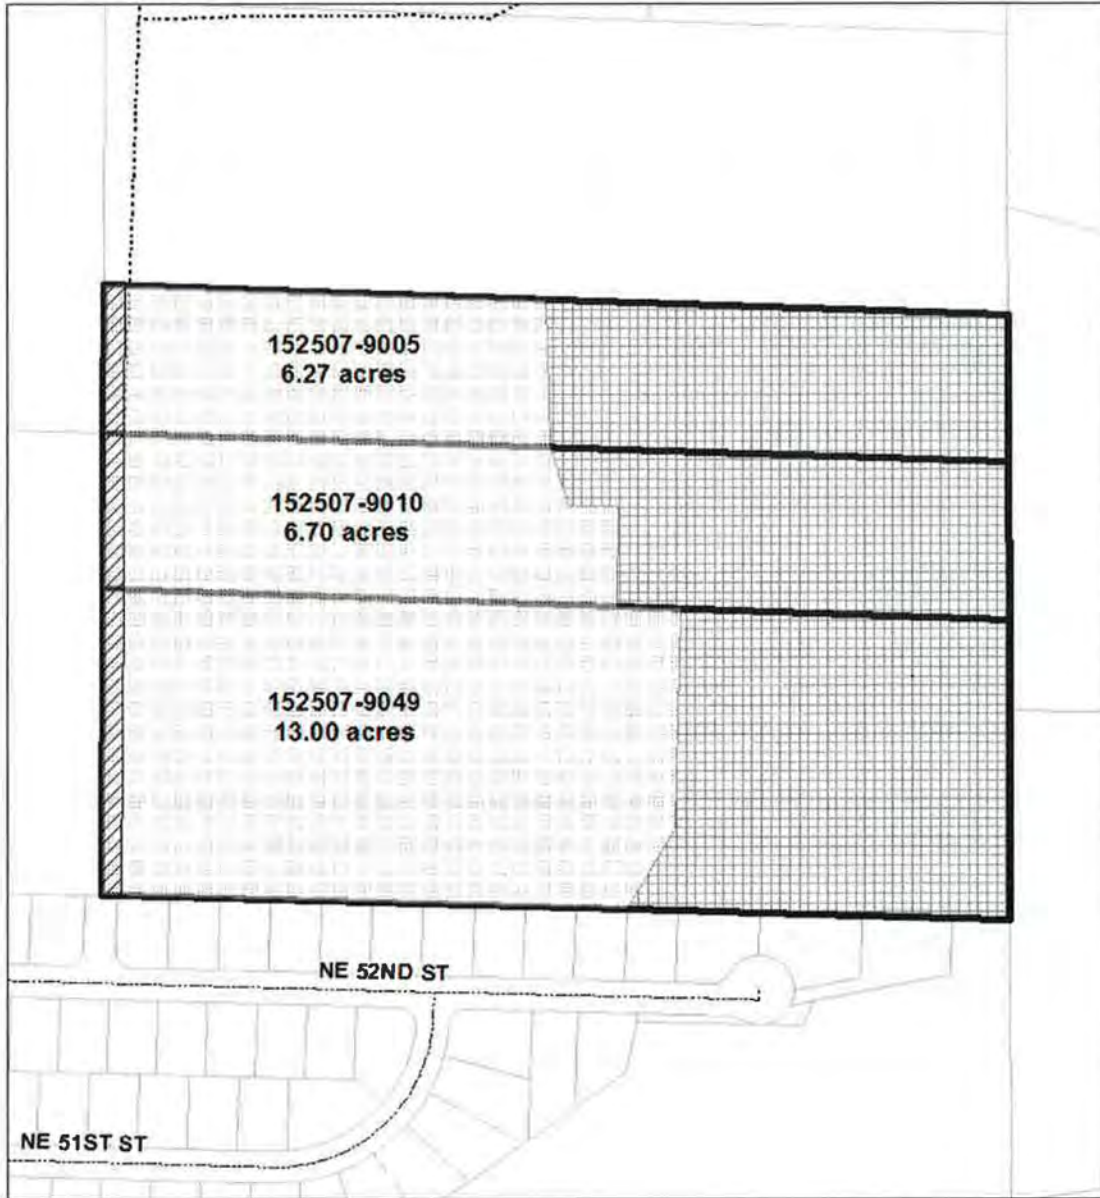 152507-9005
6.27 acres
152507-9010
6.70 acres
152507-9049
13.00 acres
NE 52ND ST
NE 51ST ST